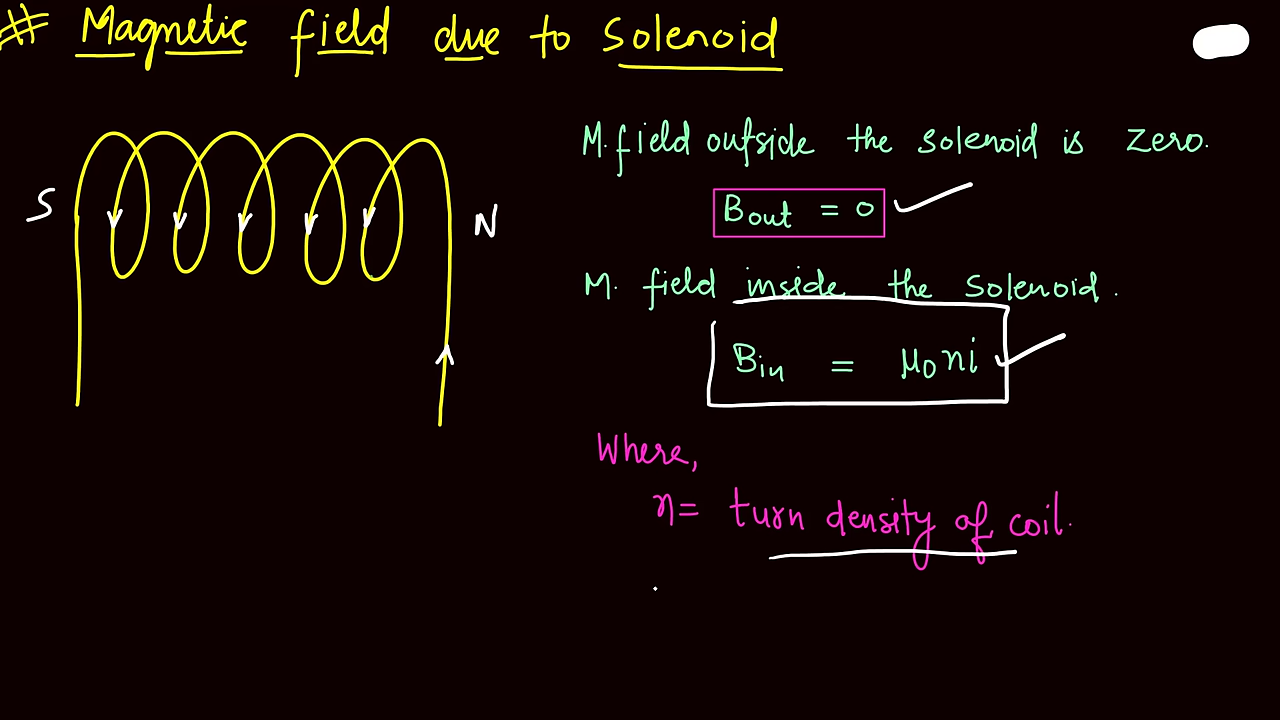 # Magnetic field due to Solenoid
S
N
M. field outside the solenoid is zero.
Bout = 0
M. field inside the solenoid.
Bin = μ0ni
Where,
n= turn density of coil.